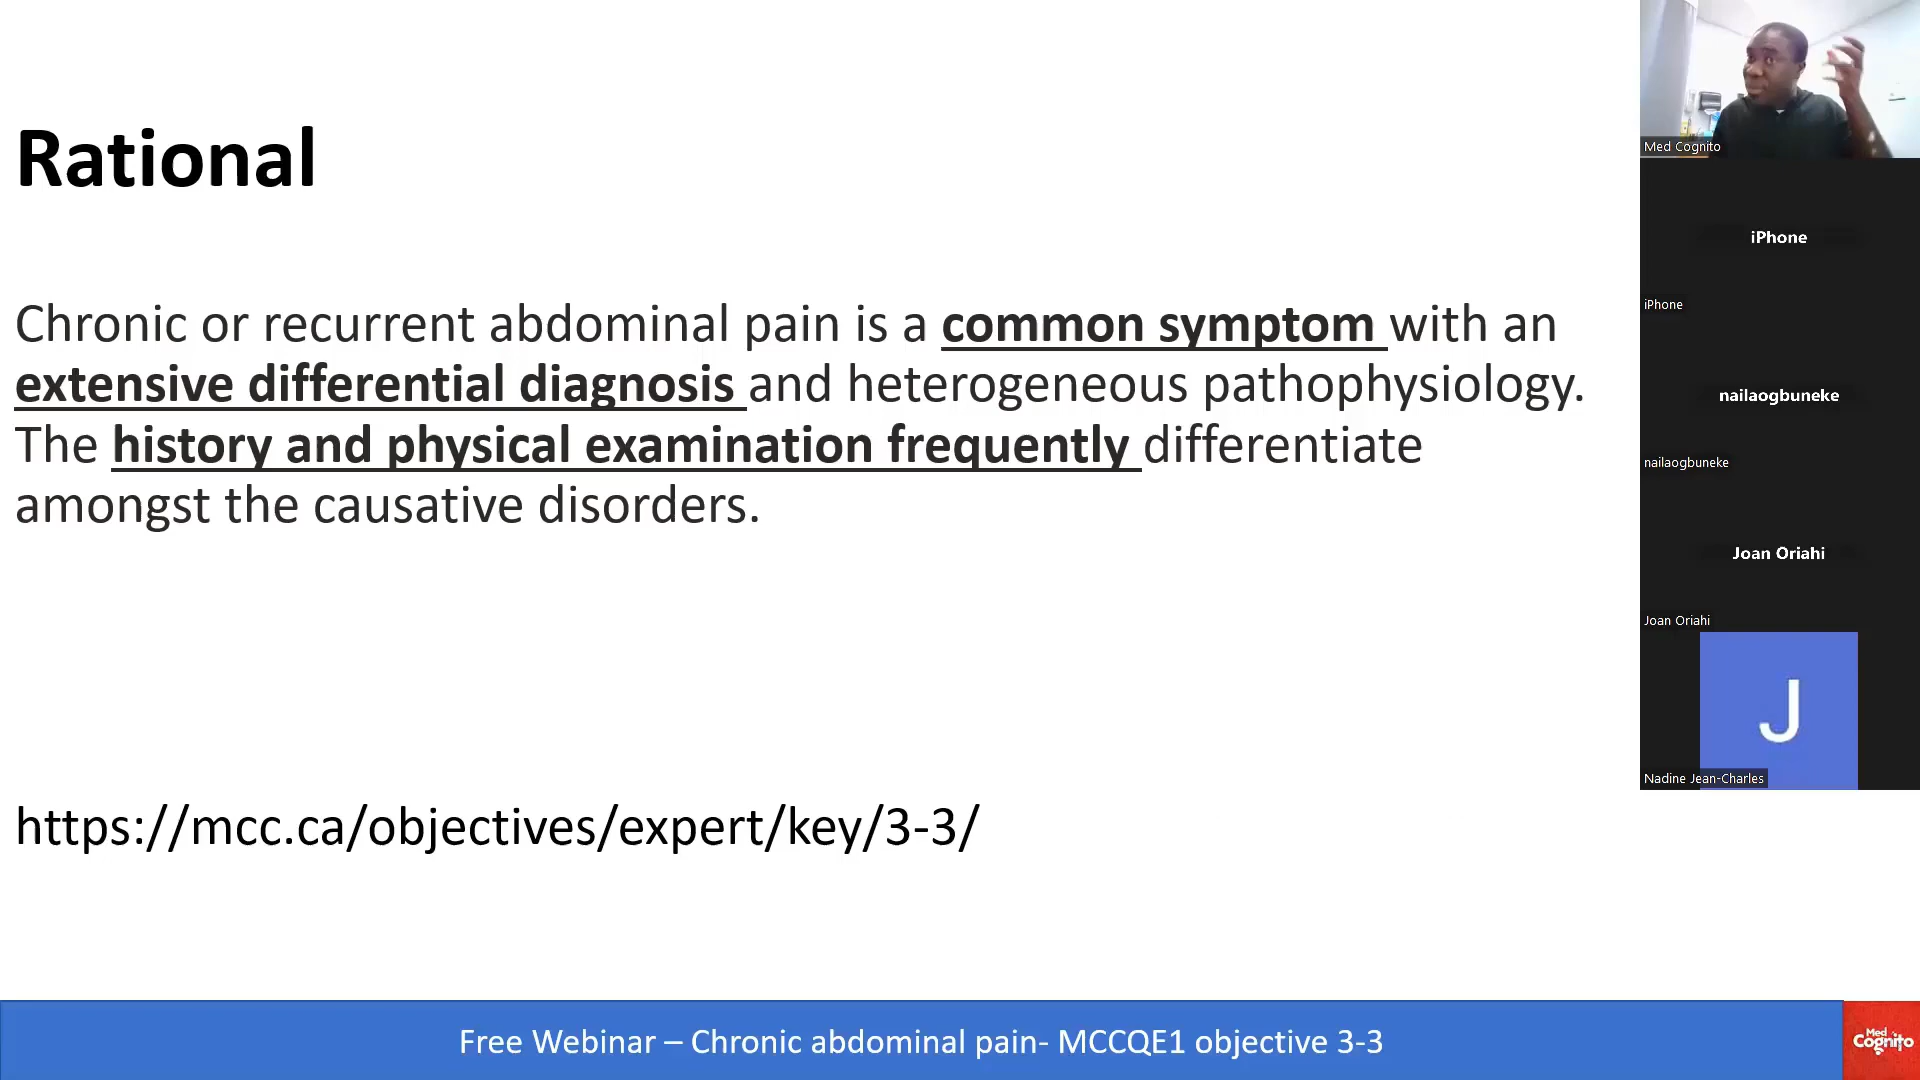 Rational
Chronic or recurrent abdominal pain is a common symptom with an
extensive differential diagnosis and heterogeneous pathophysiology.
The history and physical examination frequently differentiate
amongst the causative disorders.
https://mcc.ca/objectives/expert/key/3-3/
Free Webinar – Chronic abdominal pain- MCCQE1 objective 3-3
Med
Cognito
Med Cognito
iPhone
iPhone
nailaogbuneke
nailaogbuneke
Joan Oriahi
Joan Oriahi
J
Nadine Jean-Charles